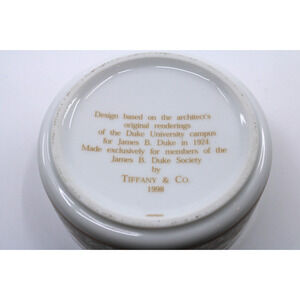 Design based on the architect's
original renderings
of the Duke University campus
for James B. Duke in 1924.
Made exclusively for members of the
James B. Duke Society
by
TIFFANY & CO.
1998